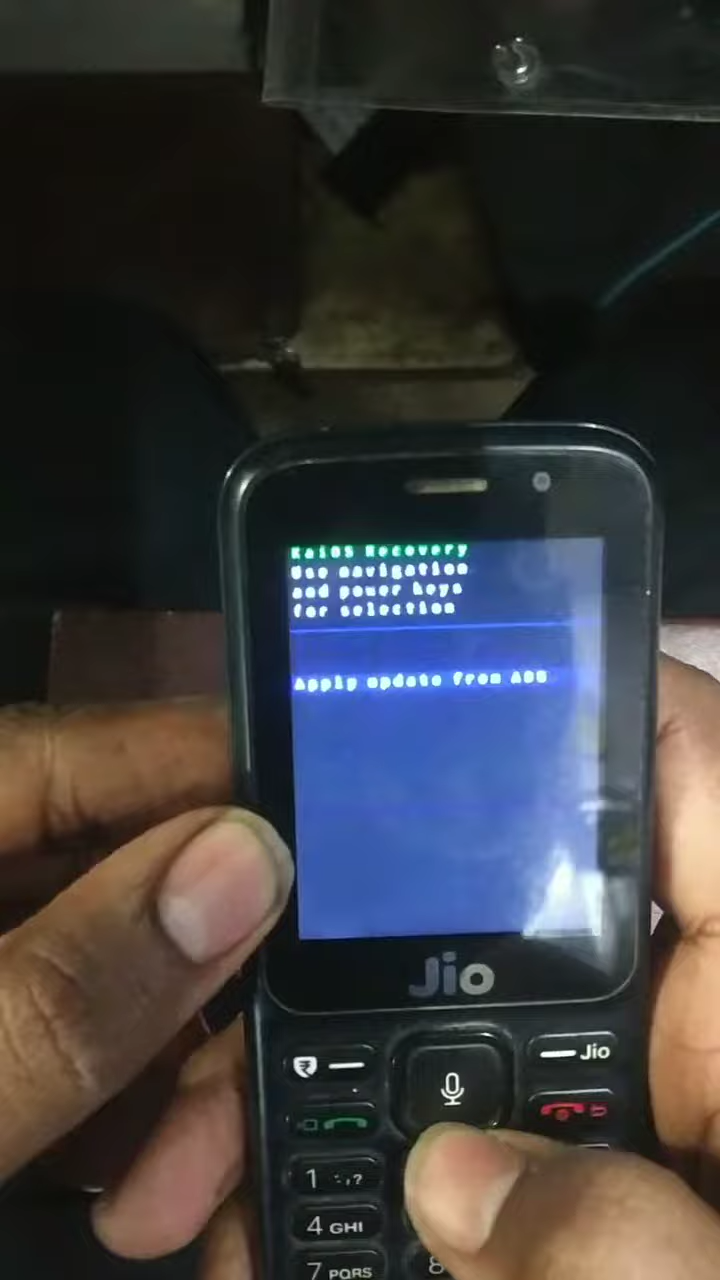 KaiOS Recovery
Use navigation
and power keys
for selection
Apply update from ADB
Jio
Jio
1 .,?
4 GHI
7 PQRS
8